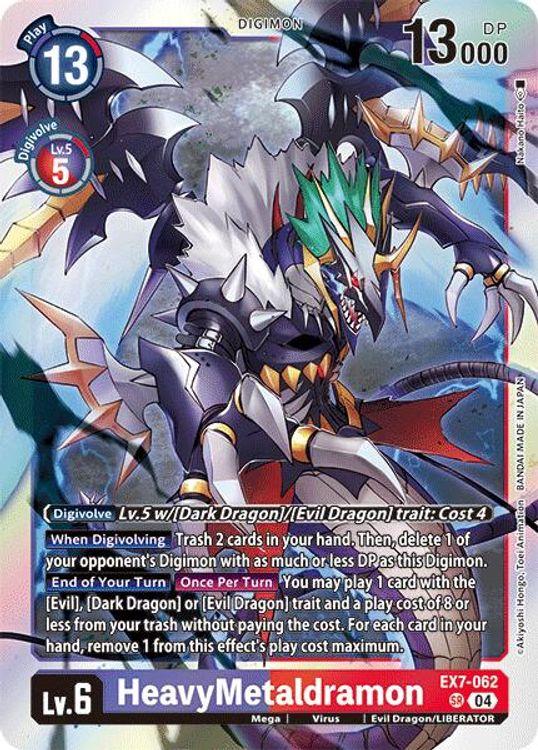 DIGIMON
Play
13
DP
13000
Digivolve
Lv.5
5
Nakano Haito
©Akiyoshi Hongo, Toei Animation BANDAI MADE IN JAPAN
Digivolve Lv.5 w/[Dark Dragon]/[Evil Dragon] trait: Cost 4
When Digivolving Trash 2 cards in your hand. Then, delete 1 of
your opponent's Digimon with as much or less DP as this Digimon.
End of Your Turn Once Per Turn You may play 1 card with the
[Evil], [Dark Dragon] or [Evil Dragon] trait and a play cost of 8 or
less from your trash without paying the cost. For each card in your
hand, remove 1 from this effect's play cost maximum.
Lv.6
HeavyMetaldramon
EX7-062
SR 04
Mega | Virus | Evil Dragon/LIBERATOR